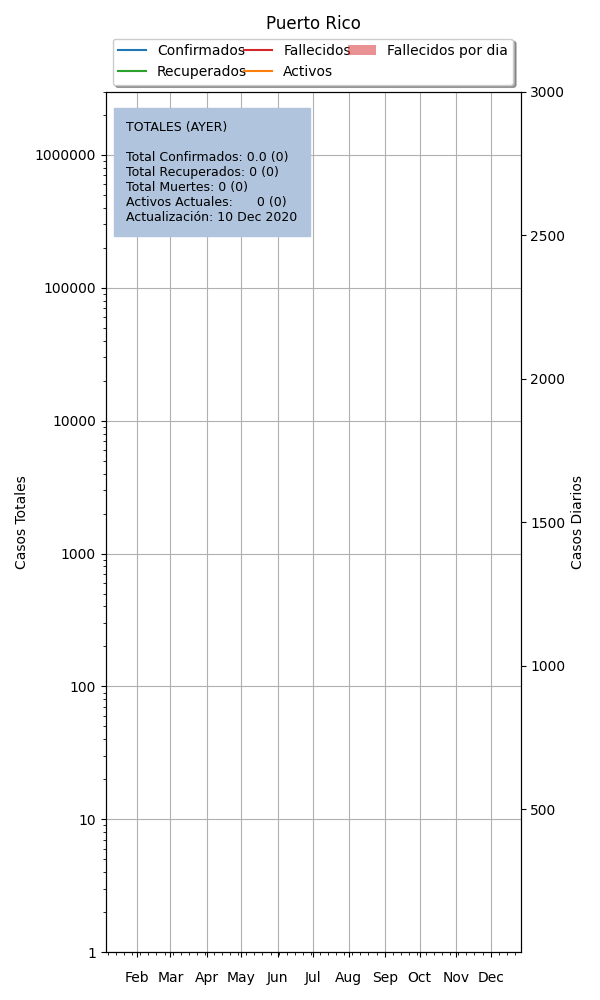 Puerto Rico
Confirmados
Fallecidos
Fallecidos por dia
Recuperados
Activos
TOTALES (AYER)
Total Confirmados: 0.0 (0)
Total Recuperados: 0 (0)
Total Muertes: 0 (0)
Activos Actuales: 0 (0)
Actualización: 10 Dec 2020
Casos Totales
1000000
100000
10000
1000
100
10
1
Feb Mar Apr May Jun Jul Aug Sep Oct Nov Dec
3000
2500
2000
1500
1000
500
Casos Diarios